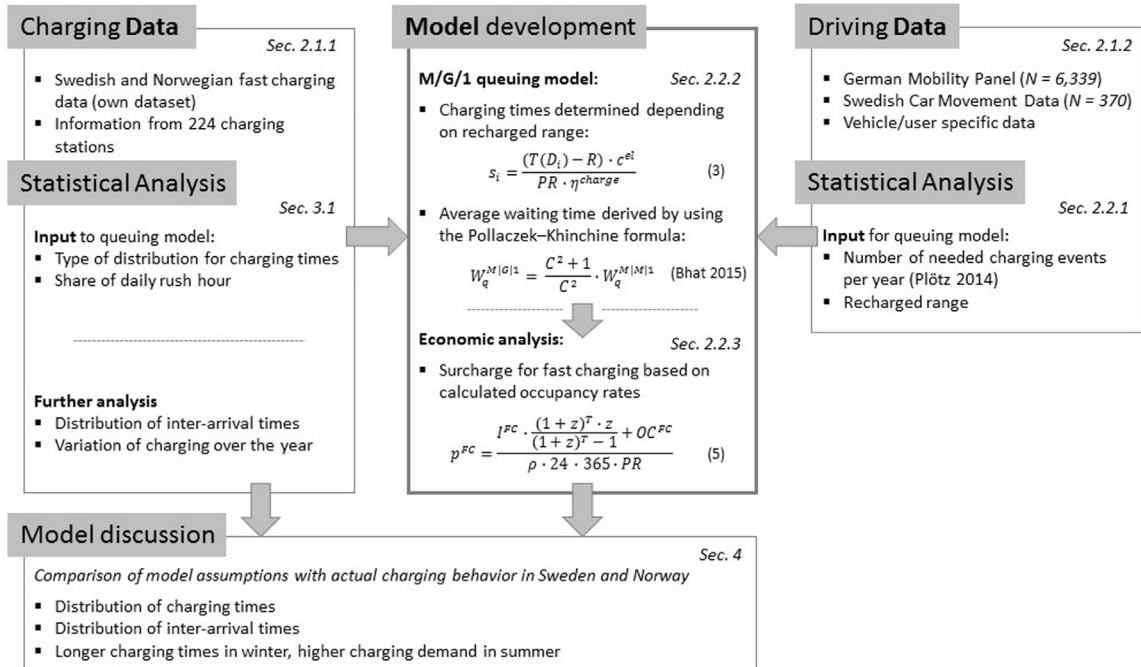 Charging Data
Sec. 2.1.1
▪ Swedish and Norwegian fast charging
data (own dataset)
▪ Information from 224 charging
stations
Statistical Analysis
Sec. 3.1
Input to queuing model:
▪ Type of distribution for charging times
▪ Share of daily rush hour
Further analysis
▪ Distribution of inter-arrival times
▪ Variation of charging over the year
Model development
M/G/1 queuing model:
Sec. 2.2.2
▪ Charging times determined depending
on recharged range:
s_i = ((T(D_i) − R) · c^{el}) / (PR · η^{charge}) (3)
▪ Average waiting time derived by using
the Pollaczek–Khinchine formula:
W_q^{M|G|1} = (C² + 1) / C² · W_q^{M|M|1} (Bhat 2015)
Economic analysis:
Sec. 2.2.3
▪ Surcharge for fast charging based on
calculated occupancy rates
p^{FC} = (I^{FC} · ((1 + z)^T · z) / ((1 + z)^T − 1) + OC^{FC}) / (ρ · 24 · 365 · PR) (5)
Driving Data
Sec. 2.1.2
▪ German Mobility Panel (N = 6,339)
▪ Swedish Car Movement Data (N = 370)
▪ Vehicle/user specific data
Statistical Analysis
Sec. 2.2.1
Input for queuing model:
▪ Number of needed charging events
per year (Plötz 2014)
▪ Recharged range
Model discussion
Sec. 4
Comparison of model assumptions with actual charging behavior in Sweden and Norway
▪ Distribution of charging times
▪ Distribution of inter-arrival times
▪ Longer charging times in winter, higher charging demand in summer